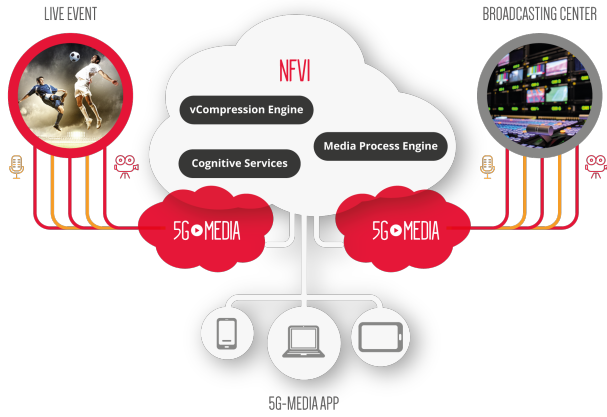 LIVE EVENT
BROADCASTING CENTER
NFVI
vCompression Engine
Media Process Engine
Cognitive Services
5G MEDIA
5G MEDIA
5G-MEDIA APP